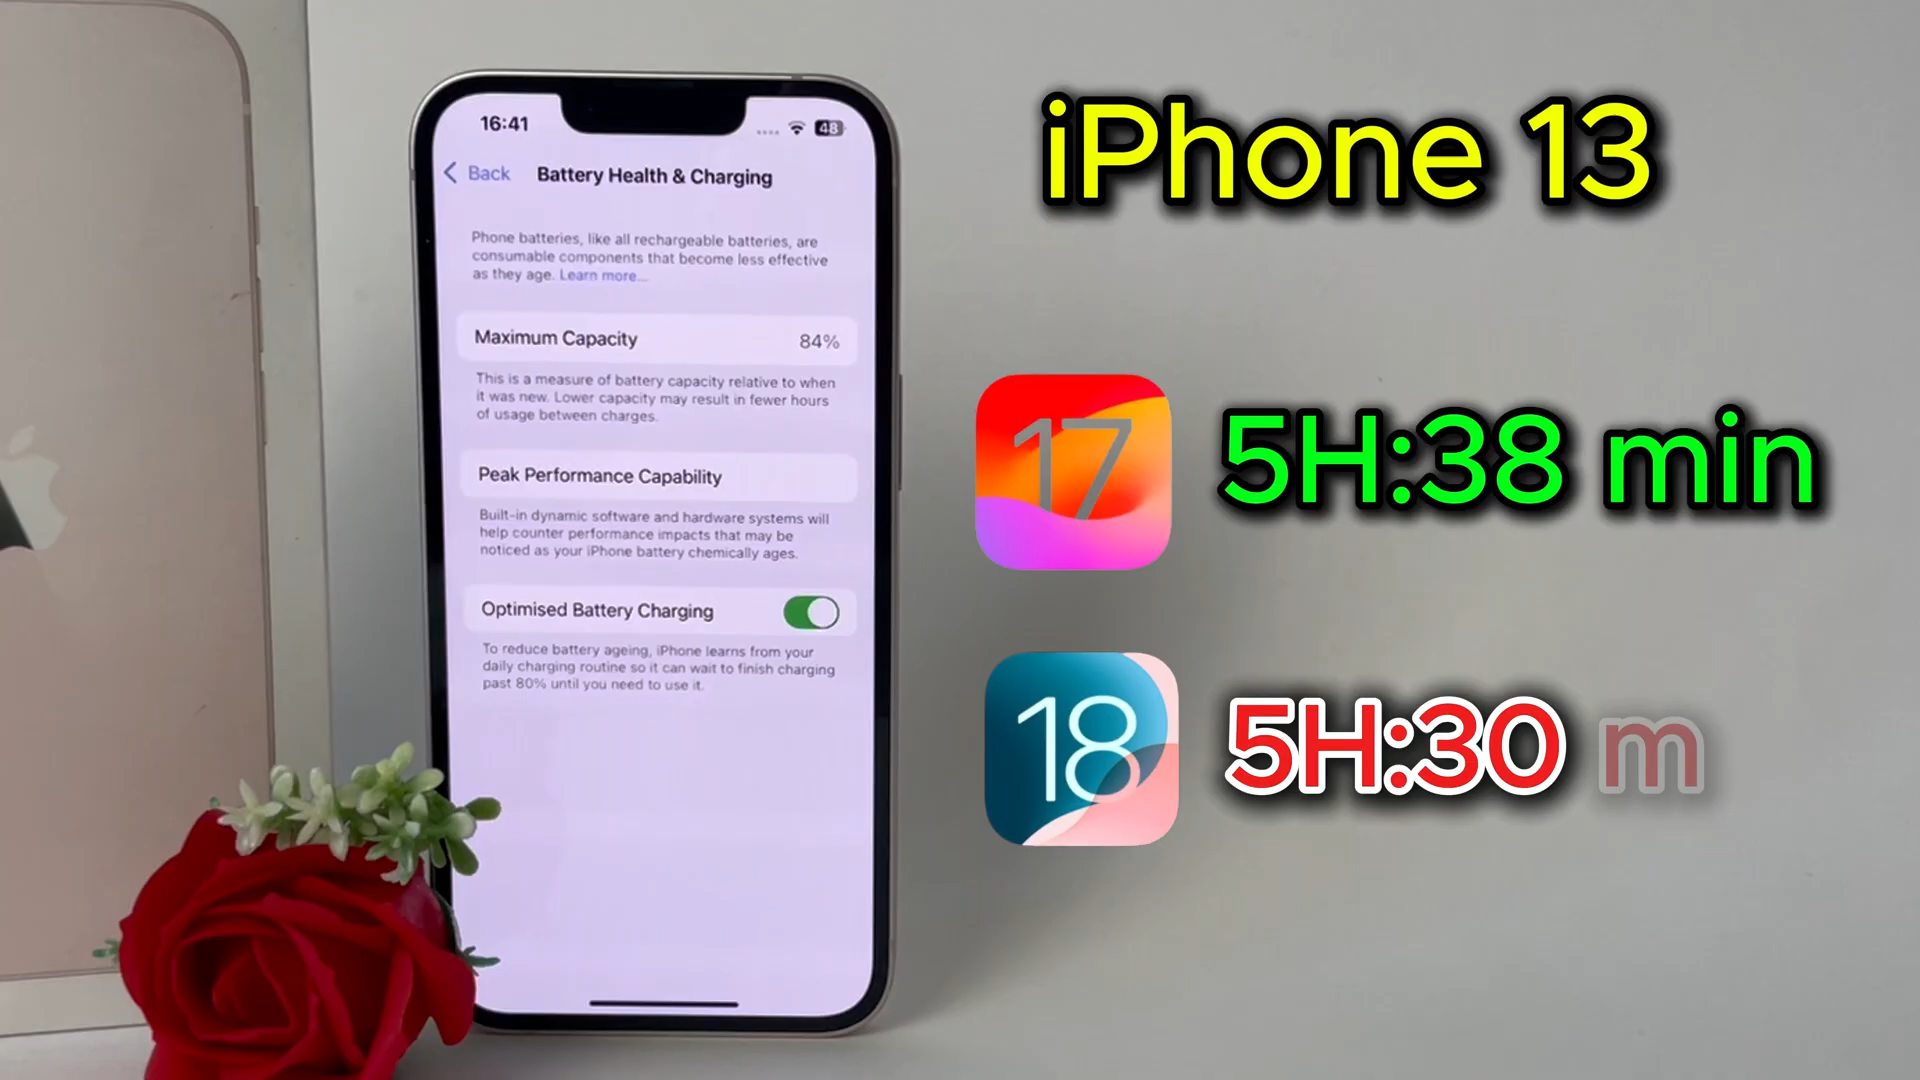 16:41
48
Back
Battery Health & Charging
Phone batteries, like all rechargeable batteries, are
consumable components that become less effective
as they age. Learn more...
Maximum Capacity 84%
This is a measure of battery capacity relative to when
it was new. Lower capacity may result in fewer hours
of usage between charges.
Peak Performance Capability
Built-in dynamic software and hardware systems will
help counter performance impacts that may be
noticed as your iPhone battery chemically ages.
Optimised Battery Charging
To reduce battery ageing, iPhone learns from your
daily charging routine so it can wait to finish charging
past 80% until you need to use it.
iPhone 13
17
5H:38 min
18
5H:30 m